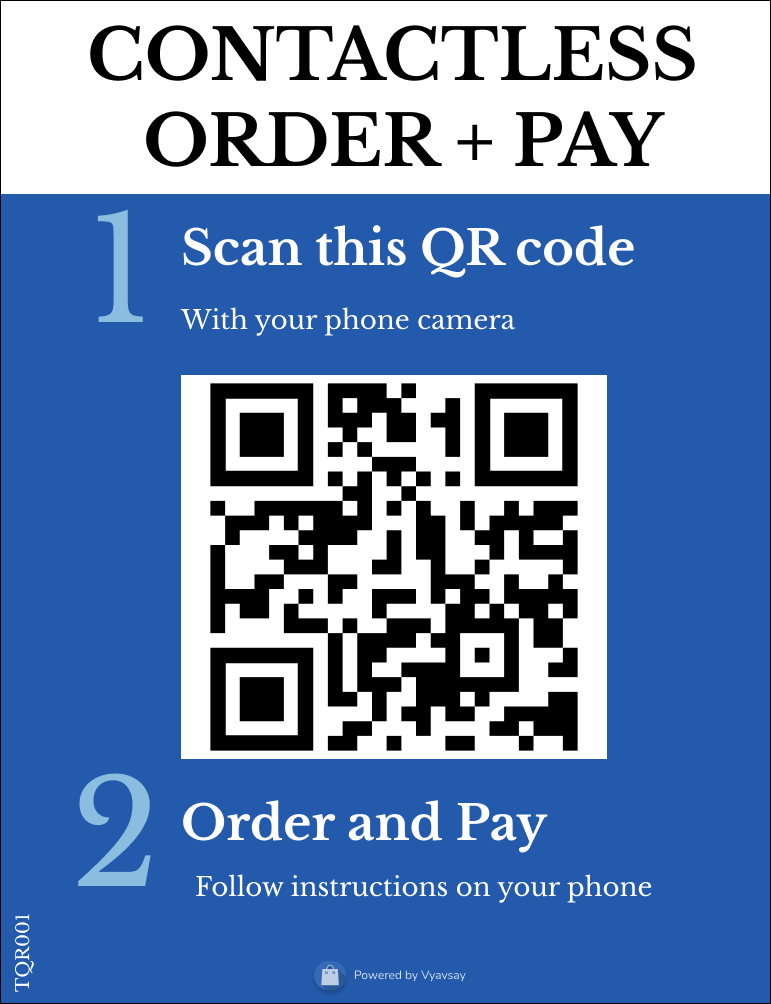 CONTACTLESS
ORDER + PAY
1
Scan this QR code
With your phone camera
2
Order and Pay
Follow instructions on your phone
TQR001
Powered by Vyavsay